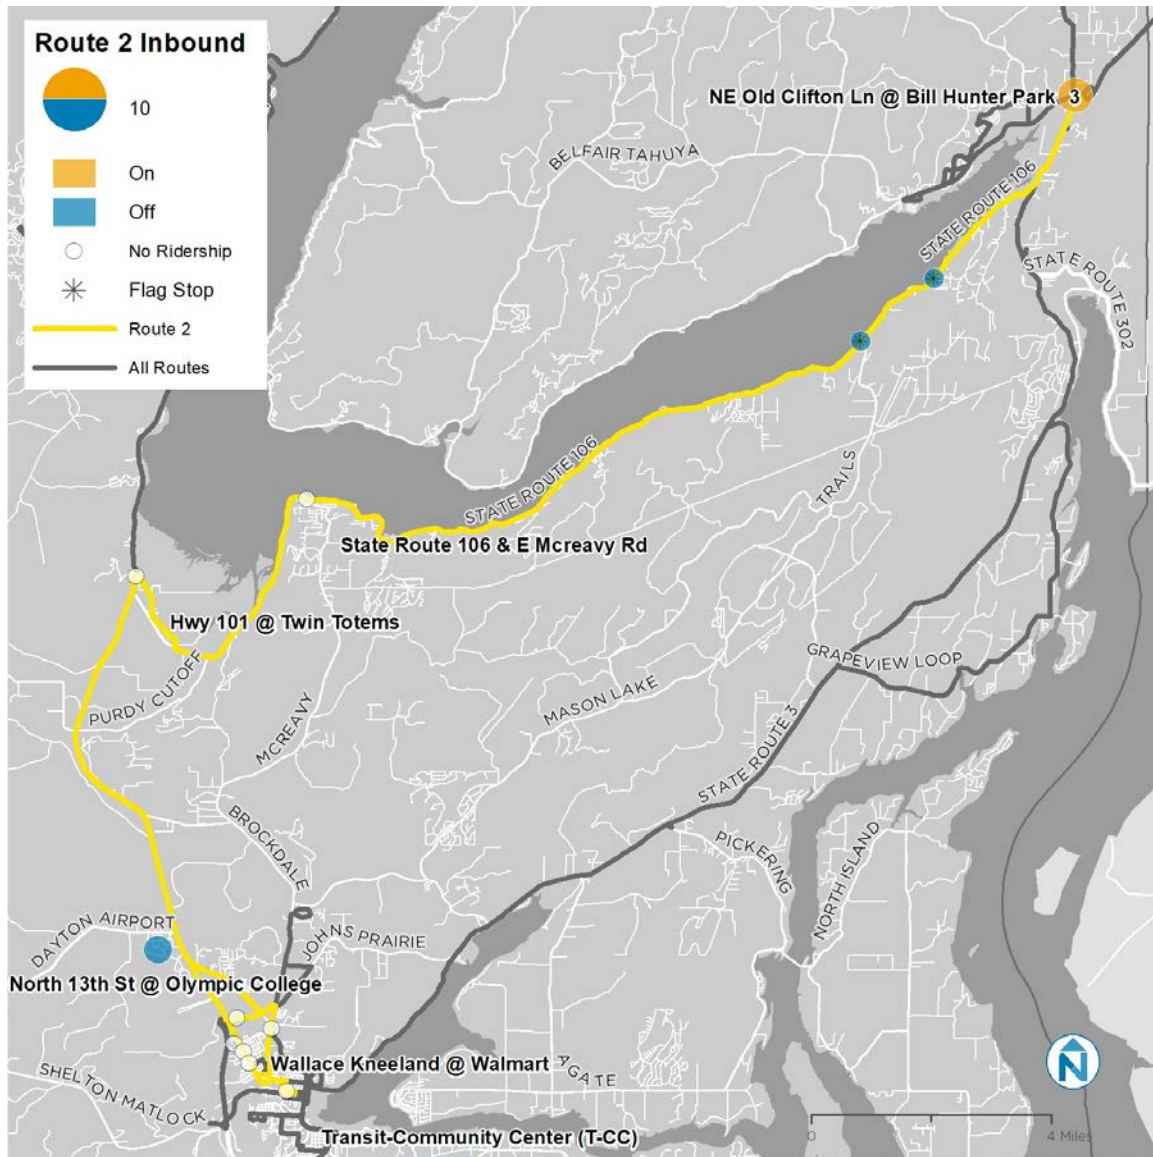 Route 2 Inbound
10
On
Off
No Ridership
Flag Stop
Route 2
All Routes
NE Old Clifton Ln @ Bill Hunter Park 3
BELFAIR TAHUYA
STATE ROUTE 106
STATE ROUTE 302
STATE ROUTE 106
TRAILS
State Route 106 & E Mcreavy Rd
Hwy 101 @ Twin Totems
PURDY CUTOFF
MCREAVY
GRAPEVIEW LOOP
MASON LAKE
STATE ROUTE 3
BROCKDALE
PICKERING
NORTH ISLAND
DAYTON AIRPORT
JOHNS PRAIRIE
North 13th St @ Olympic College
Wallace Kneeland @ Walmart
SHELTON MATLOCK
AGATE
N
Transit-Community Center (T-CC)
0 4 Miles